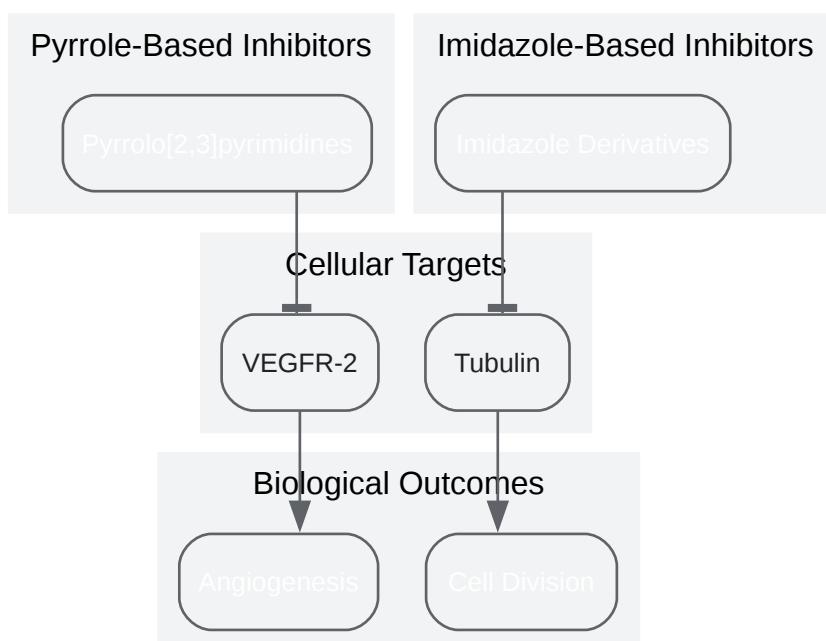 Pyrrole-Based Inhibitors
Imidazole-Based Inhibitors
Pyrrolo[2,3]pyrimidines
Imidazole Derivatives
Cellular Targets
VEGFR-2
Tubulin
Biological Outcomes
Angiogenesis
Cell Division